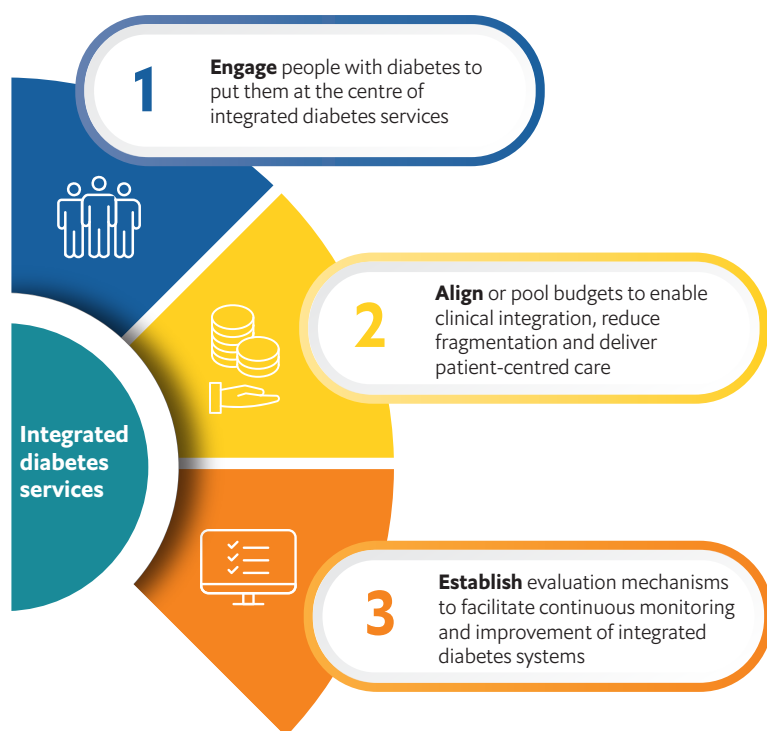 1
Engage people with diabetes to
put them at the centre of
integrated diabetes services
2
Align or pool budgets to enable
clinical integration, reduce
fragmentation and deliver
patient-centred care
Integrated
diabetes
services
3
Establish evaluation mechanisms
to facilitate continuous monitoring
and improvement of integrated
diabetes systems